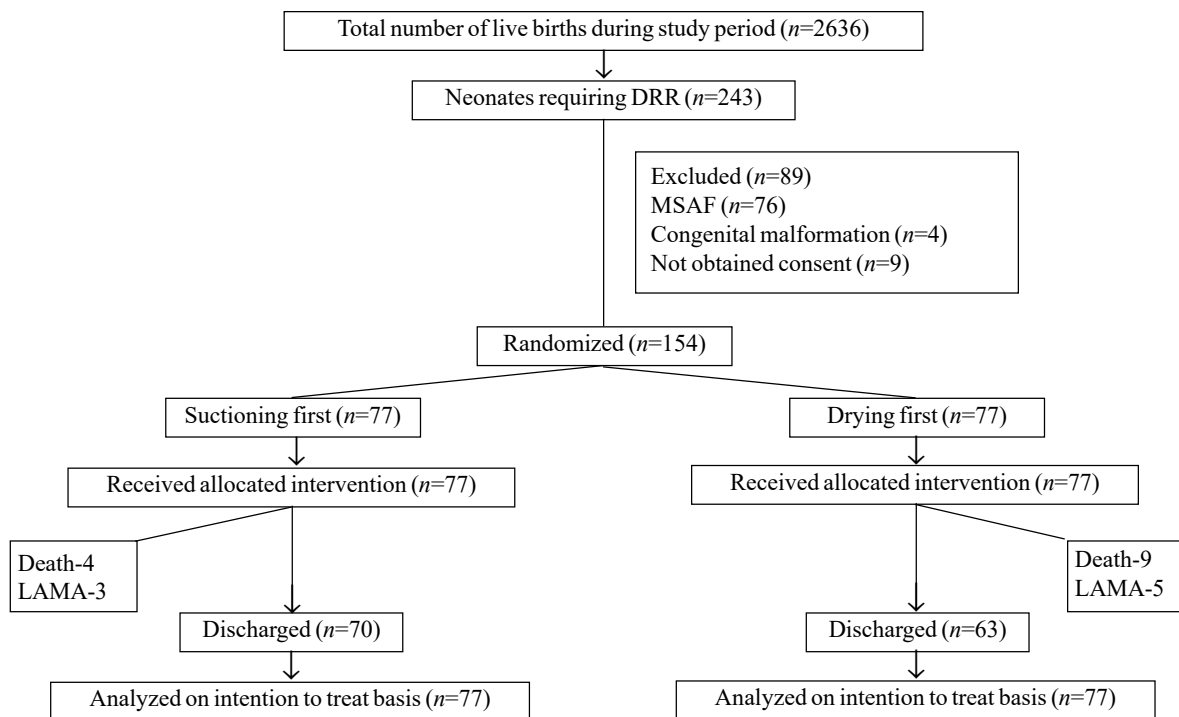 Total number of live births during study period (n=2636)
Neonates requiring DRR (n=243)
Excluded (n=89)
MSAF (n=76)
Congenital malformation (n=4)
Not obtained consent (n=9)
Randomized (n=154)
Suctioning first (n=77)
Drying first (n=77)
Received allocated intervention (n=77)
Received allocated intervention (n=77)
Death-4
LAMA-3
Death-9
LAMA-5
Discharged (n=70)
Discharged (n=63)
Analyzed on intention to treat basis (n=77)
Analyzed on intention to treat basis (n=77)